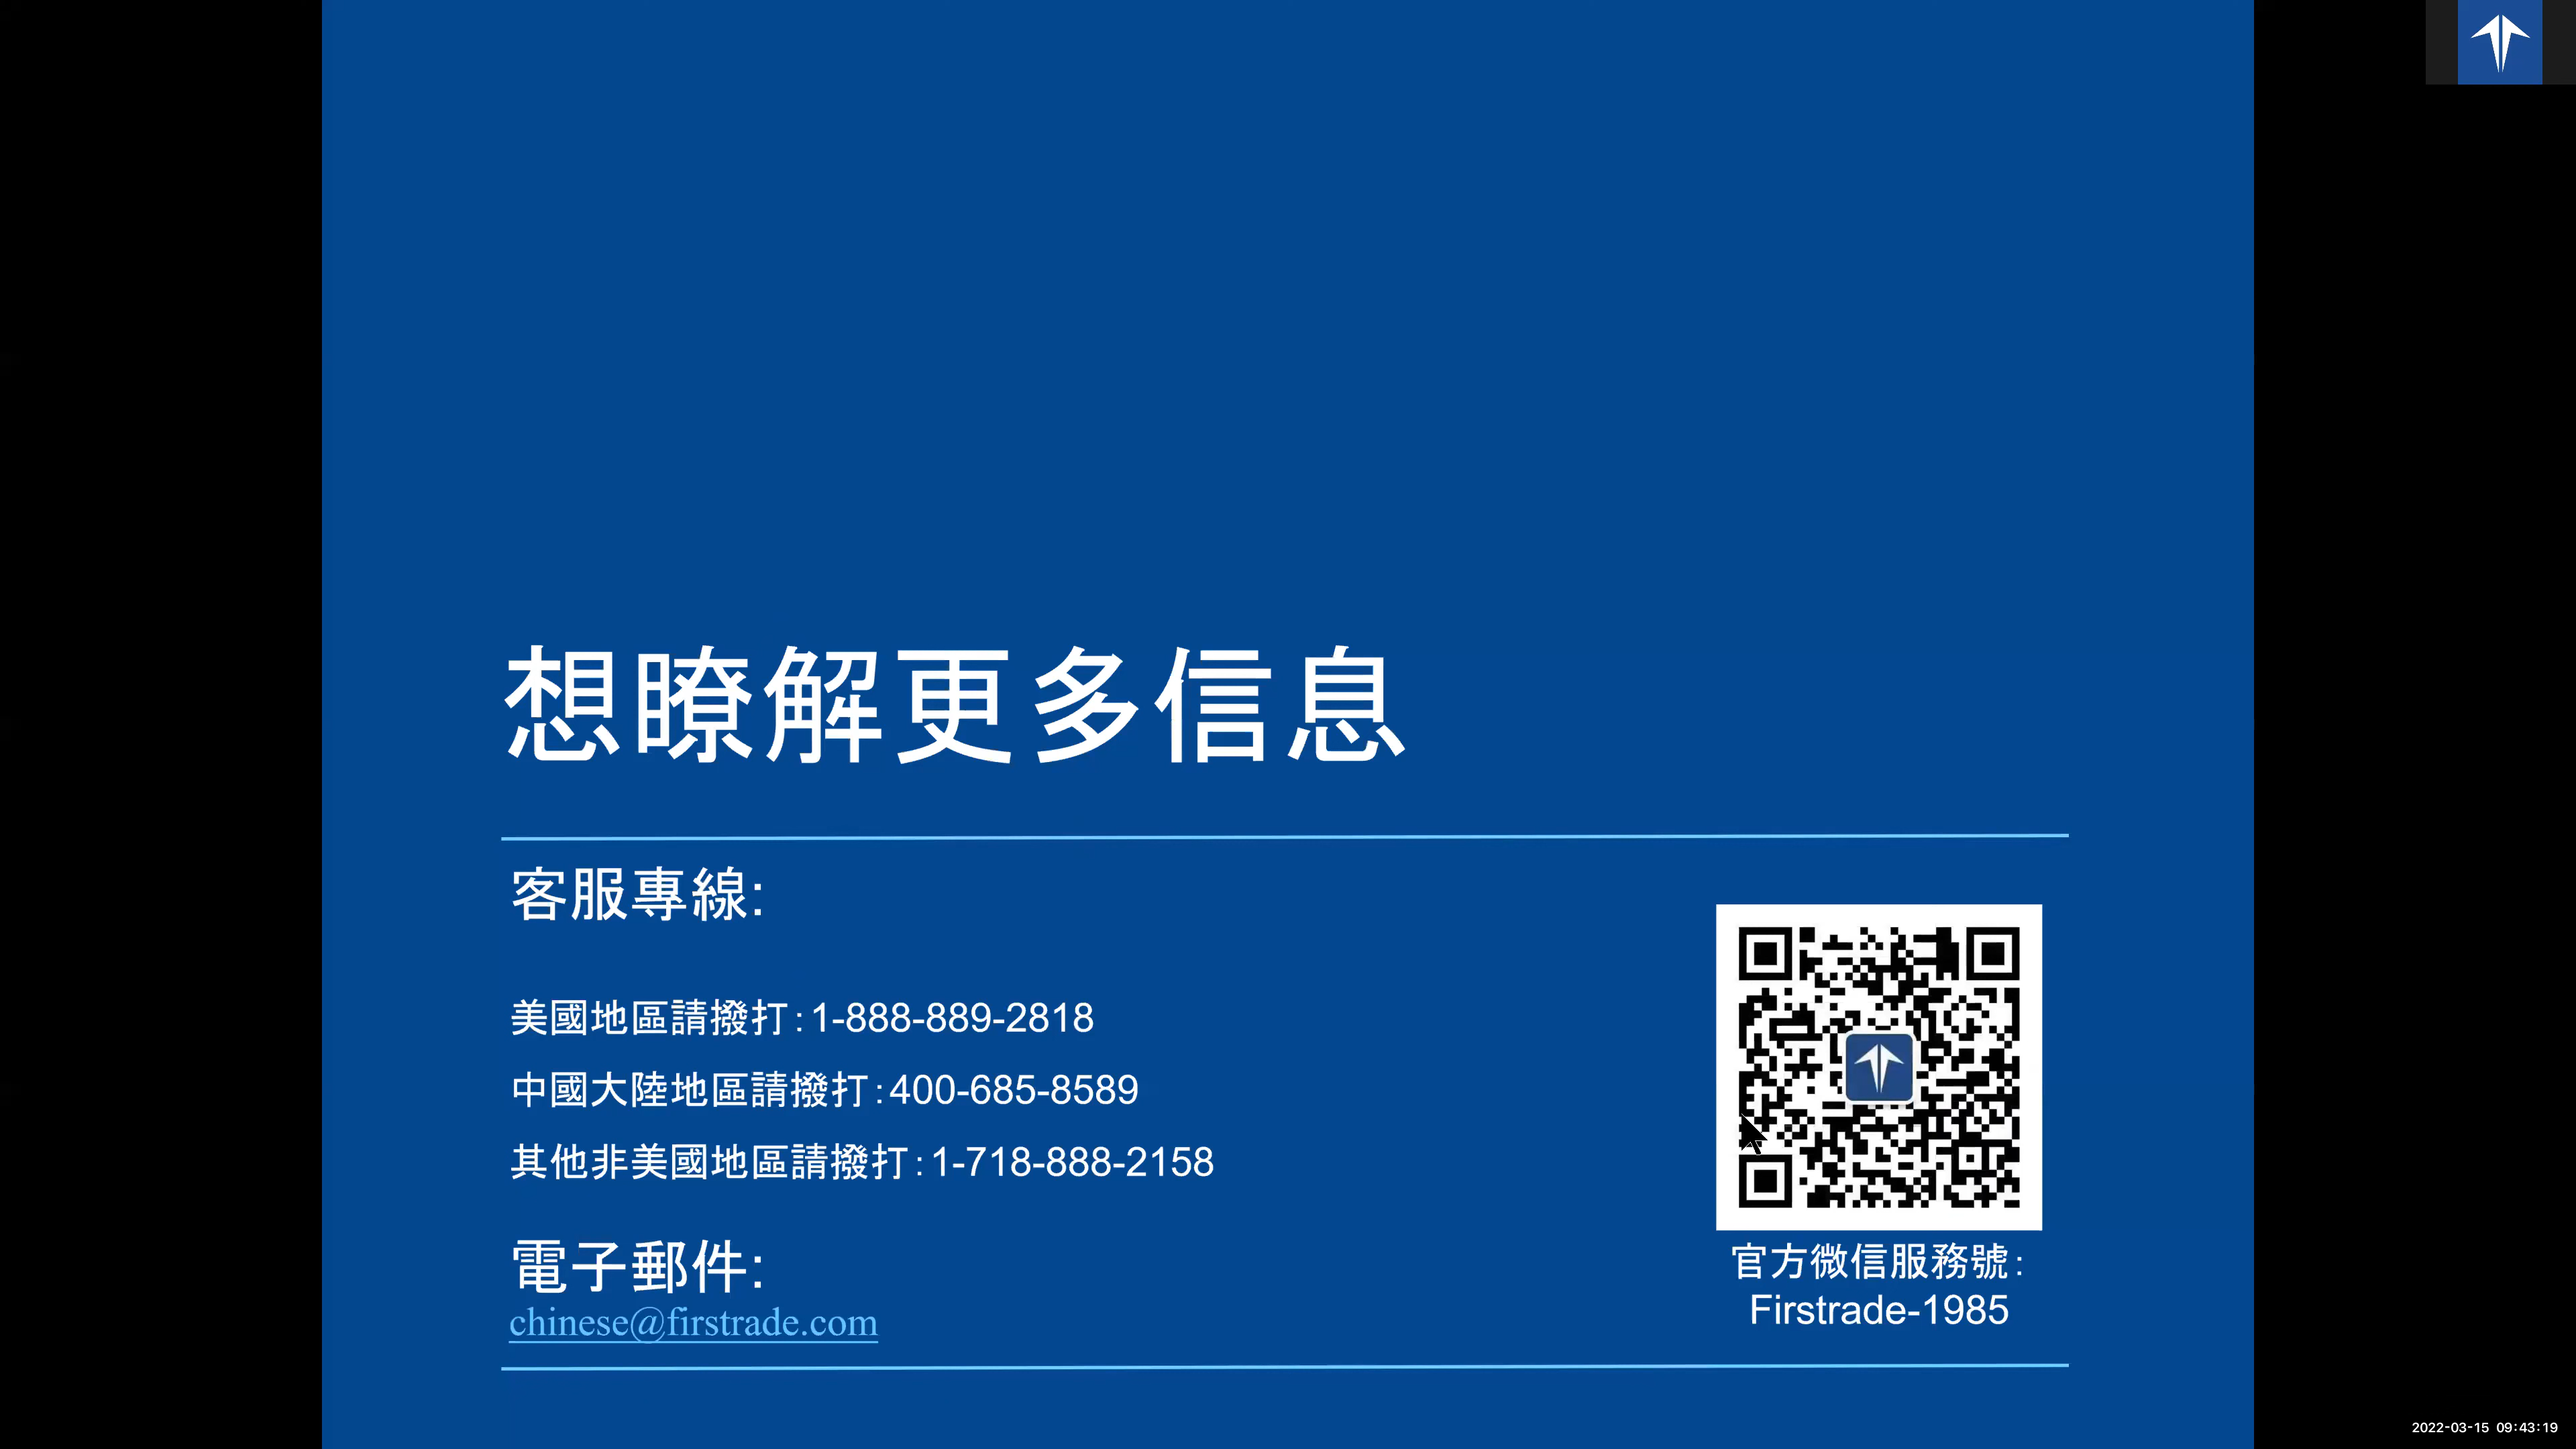 想瞭解更多信息
客服專線:
美國地區請撥打：1-888-889-2818
中國大陸地區請撥打：400-685-8589
其他非美國地區請撥打：1-718-888-2158
電子郵件:
chinese@firstrade.com
官方微信服務號：
Firstrade-1985
2022-03-15 09:43:19